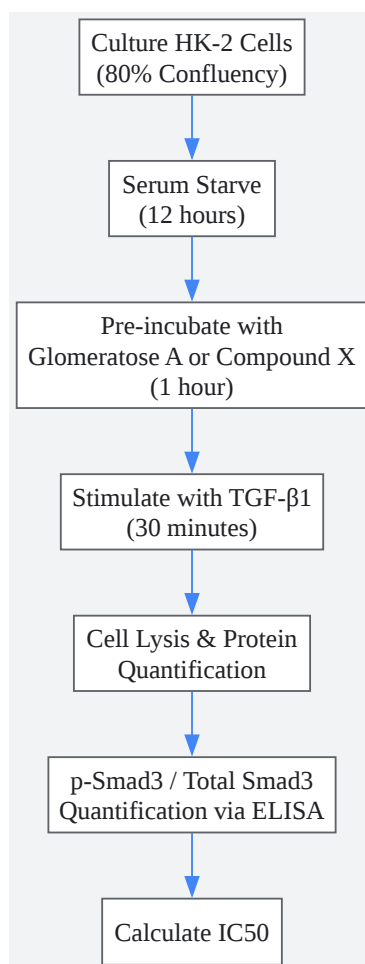 Culture HK-2 Cells
(80% Confluency)
Serum Starve
(12 hours)
Pre-incubate with
Glomeratose A or Compound X
(1 hour)
Stimulate with TGF-β1
(30 minutes)
Cell Lysis & Protein
Quantification
p-Smad3 / Total Smad3
Quantification via ELISA
Calculate IC50